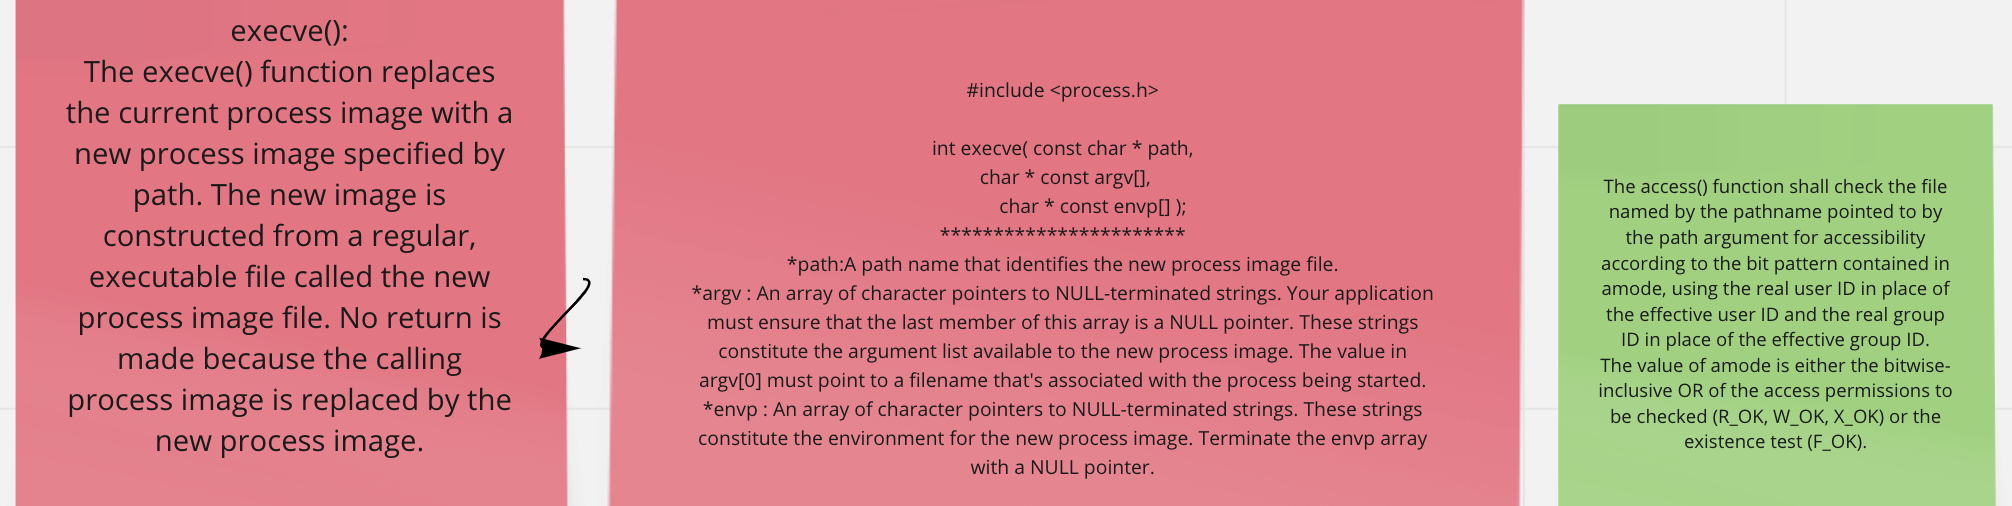 execve():
The execve() function replaces
the current process image with a
new process image specified by
path. The new image is
constructed from a regular,
executable file called the new
process image file. No return is
made because the calling
process image is replaced by the
new process image.
#include <process.h>
int execve( const char * path,
char * const argv[],
char * const envp[] );
***********************
*path:A path name that identifies the new process image file.
*argv : An array of character pointers to NULL-terminated strings. Your application
must ensure that the last member of this array is a NULL pointer. These strings
constitute the argument list available to the new process image. The value in
argv[0] must point to a filename that's associated with the process being started.
*envp : An array of character pointers to NULL-terminated strings. These strings
constitute the environment for the new process image. Terminate the envp array
with a NULL pointer.
The access() function shall check the file
named by the pathname pointed to by
the path argument for accessibility
according to the bit pattern contained in
amode, using the real user ID in place of
the effective user ID and the real group
ID in place of the effective group ID.
The value of amode is either the bitwise-
inclusive OR of the access permissions to
be checked (R_OK, W_OK, X_OK) or the
existence test (F_OK).